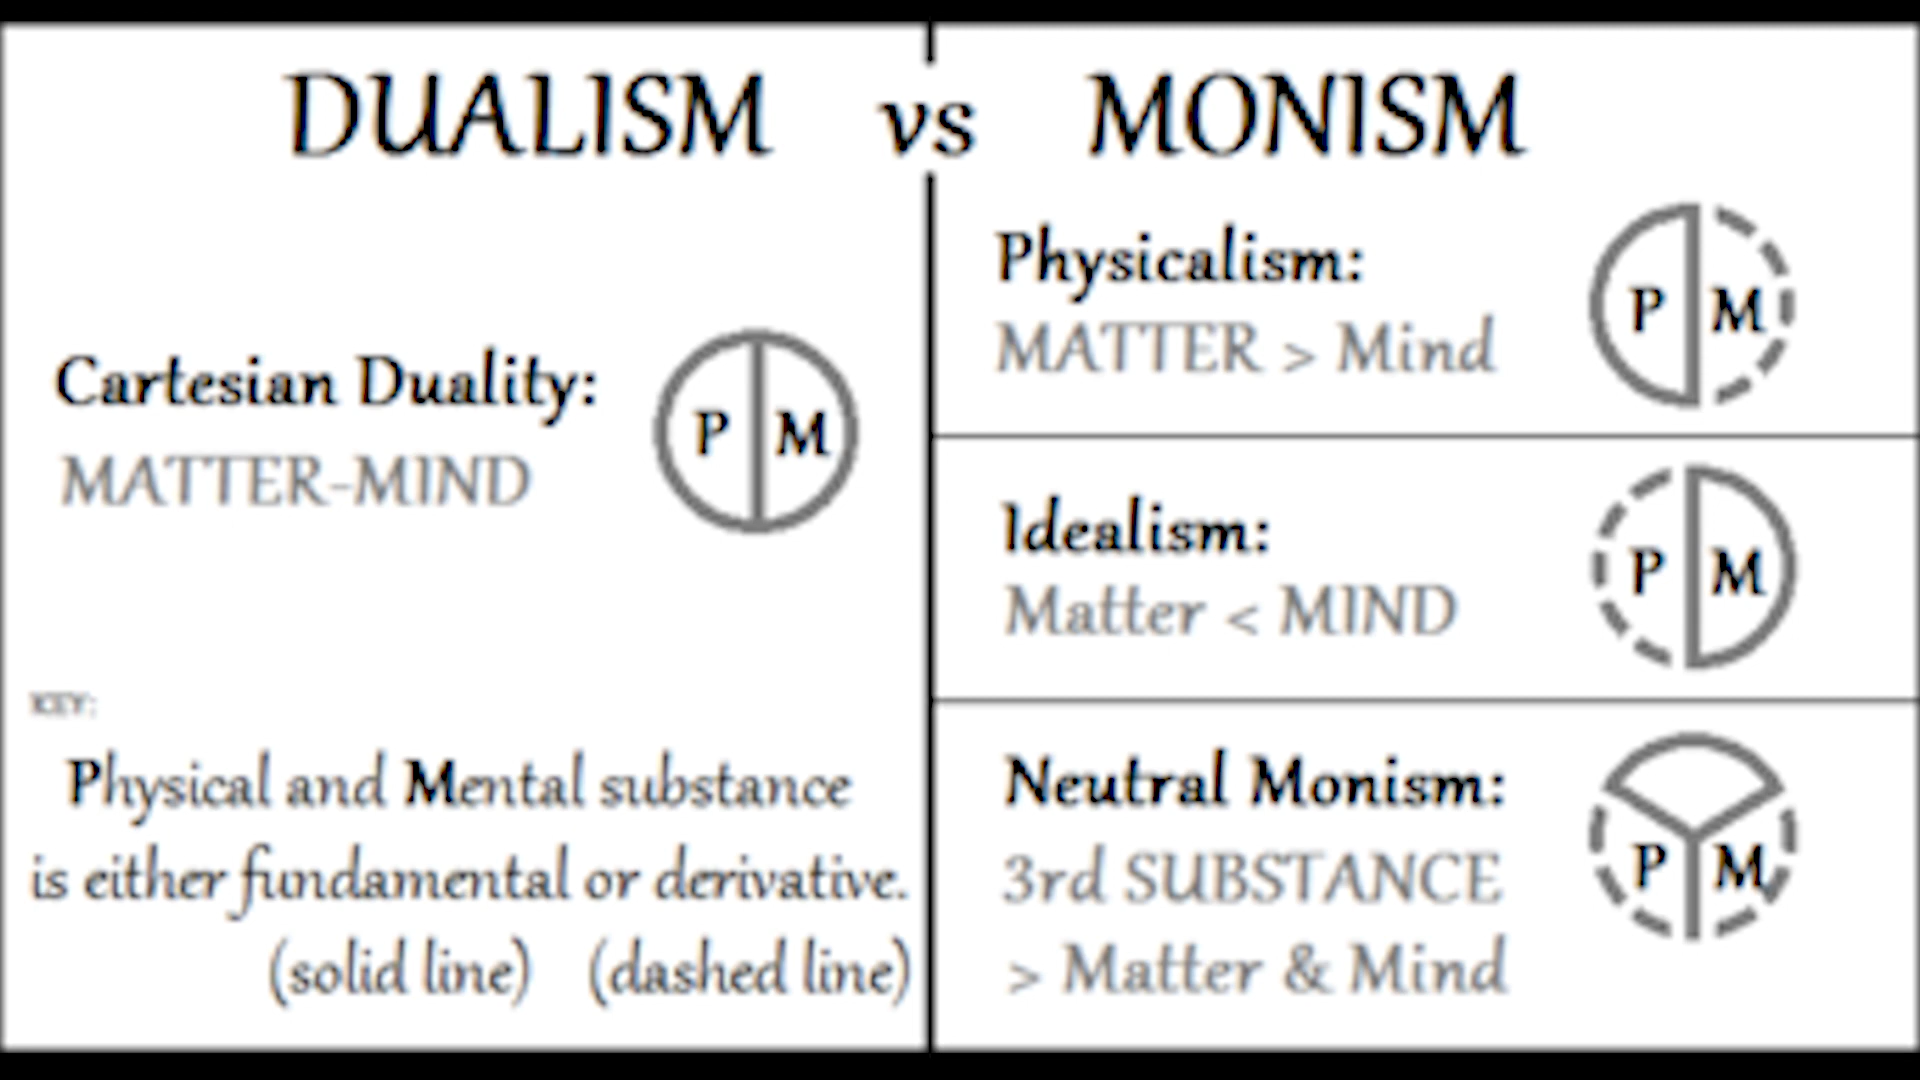 DUALISM vs MONISM
Cartesian Duality:
MATTER-MIND
P M
KEY:
Physical and Mental substance
is either fundamental or derivative.
(solid line) (dashed line)
Physicalism:
MATTER > Mind
P M
Idealism:
Matter < MIND
P M
Neutral Monism:
3rd SUBSTANCE
> Matter & Mind
P M